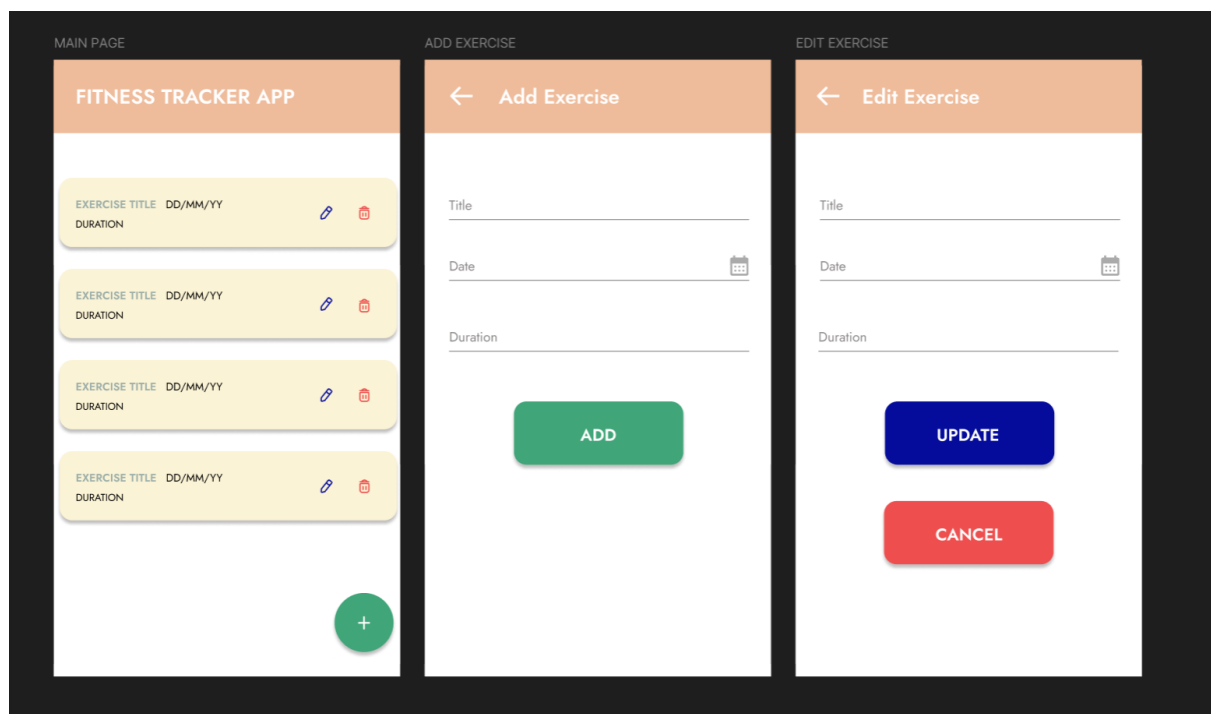 MAIN PAGE
FITNESS TRACKER APP
EXERCISE TITLE DD/MM/YY
DURATION
EXERCISE TITLE DD/MM/YY
DURATION
EXERCISE TITLE DD/MM/YY
DURATION
EXERCISE TITLE DD/MM/YY
DURATION
+
ADD EXERCISE
Add Exercise
Title
Date
Duration
ADD
EDIT EXERCISE
Edit Exercise
Title
Date
Duration
UPDATE
CANCEL